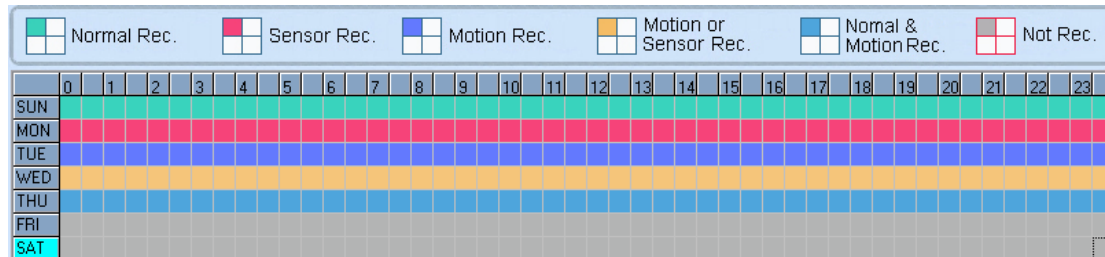 Normal Rec. Sensor Rec. Motion Rec. Motion or Sensor Rec. Nomal & Motion Rec. Not Rec.
0 1 2 3 4 5 6 7 8 9 10 11 12 13 14 15 16 17 18 19 20 21 22 23
SUN
MON
TUE
WED
THU
FRI
SAT